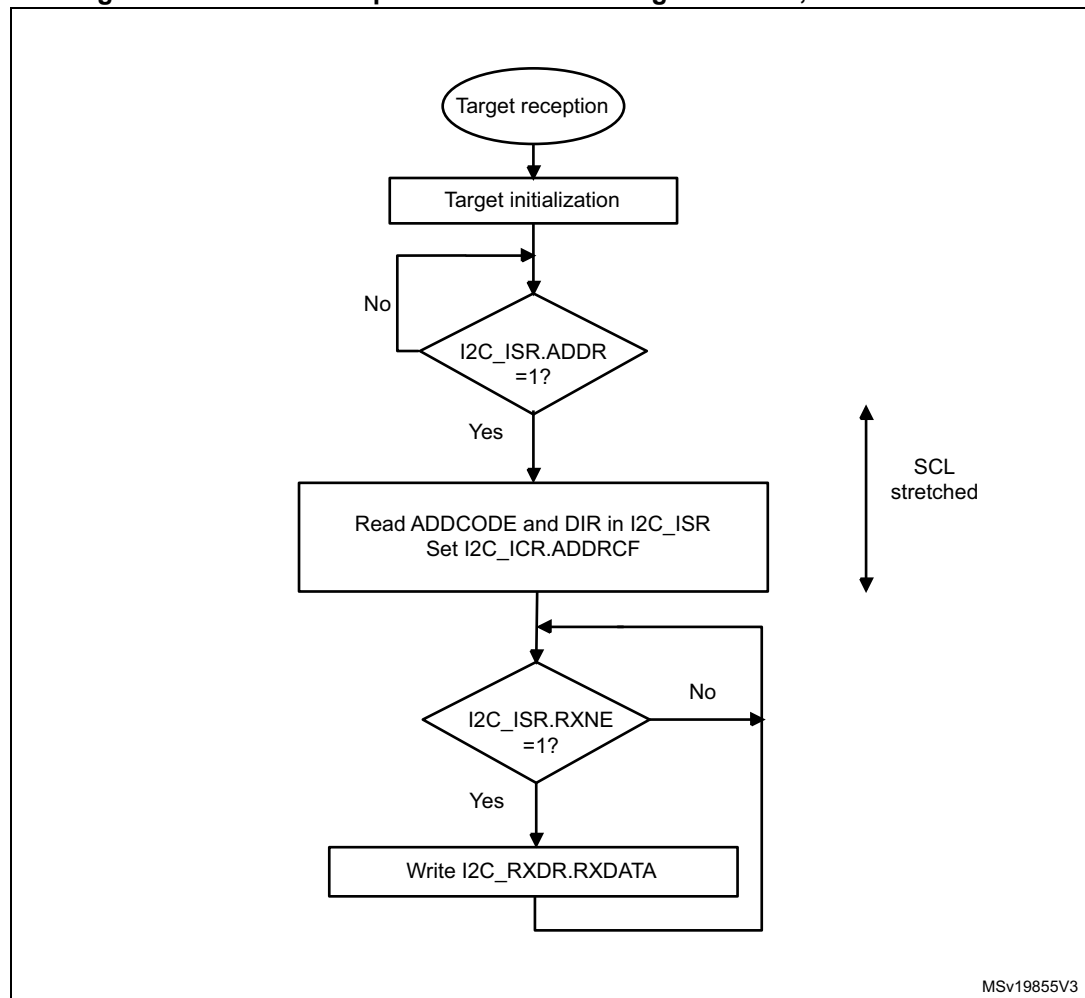 Target reception
Target initialization
No
I2C_ISR.ADDR
=1?
Yes
SCL
stretched
Read ADDCODE and DIR in I2C_ISR
Set I2C_ICR.ADDRCF
No
I2C_ISR.RXNE
=1?
Yes
Write I2C_RXDR.RXDATA
MSv19855V3